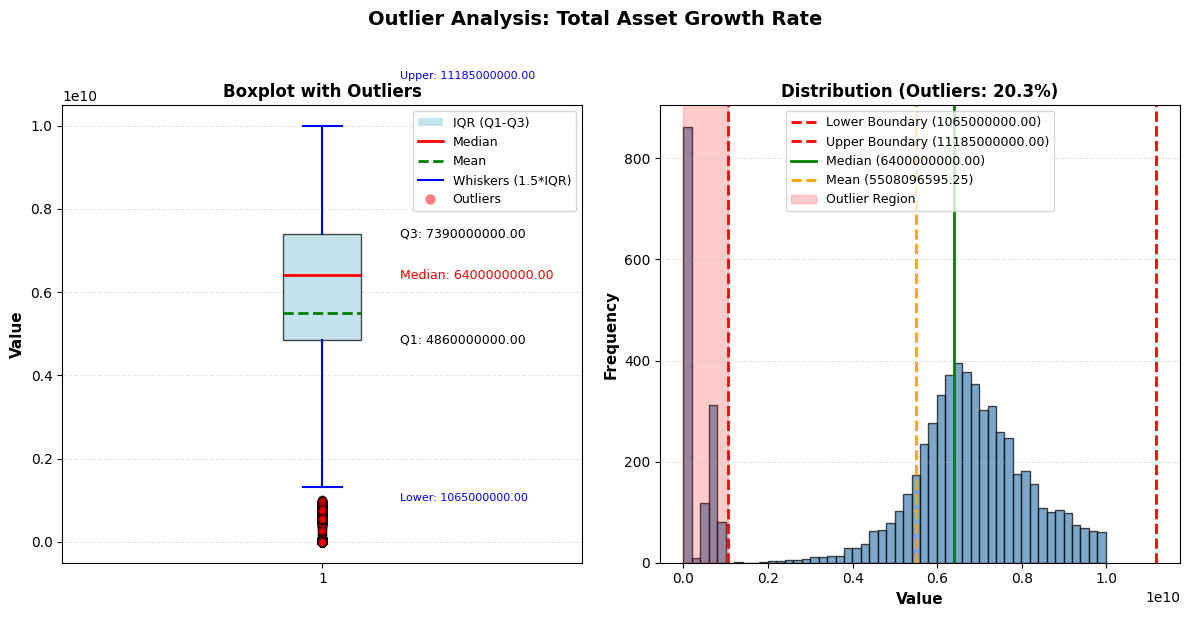 Outlier Analysis: Total Asset Growth Rate
Upper: 11185000000.00
Boxplot with Outliers
1e10
IQR (Q1-Q3)
Median
Mean
Whiskers (1.5*IQR)
Outliers
Q3: 7390000000.00
Median: 6400000000.00
Q1: 4860000000.00
Lower: 1065000000.00
Value
1.0
0.8
0.6
0.4
0.2
0.0
1
Distribution (Outliers: 20.3%)
Lower Boundary (1065000000.00)
Upper Boundary (11185000000.00)
Median (6400000000.00)
Mean (5508096595.25)
Outlier Region
Frequency
800
600
400
200
0
0.0 0.2 0.4 0.6 0.8 1.0
1e10
Value